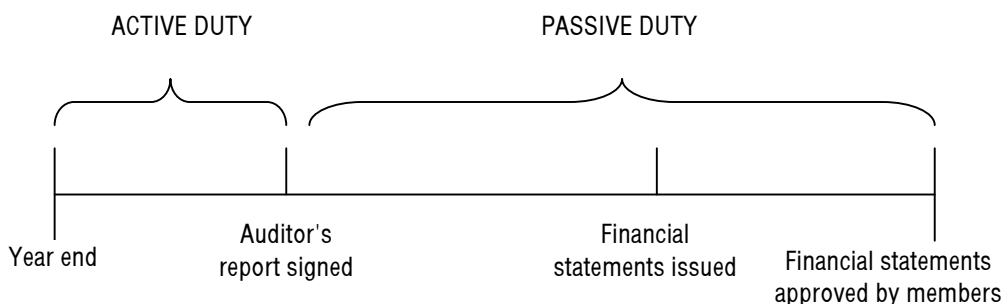 ACTIVE DUTY
PASSIVE DUTY
Year end
Auditor's
report signed
Financial
statements issued
Financial statements
approved by members